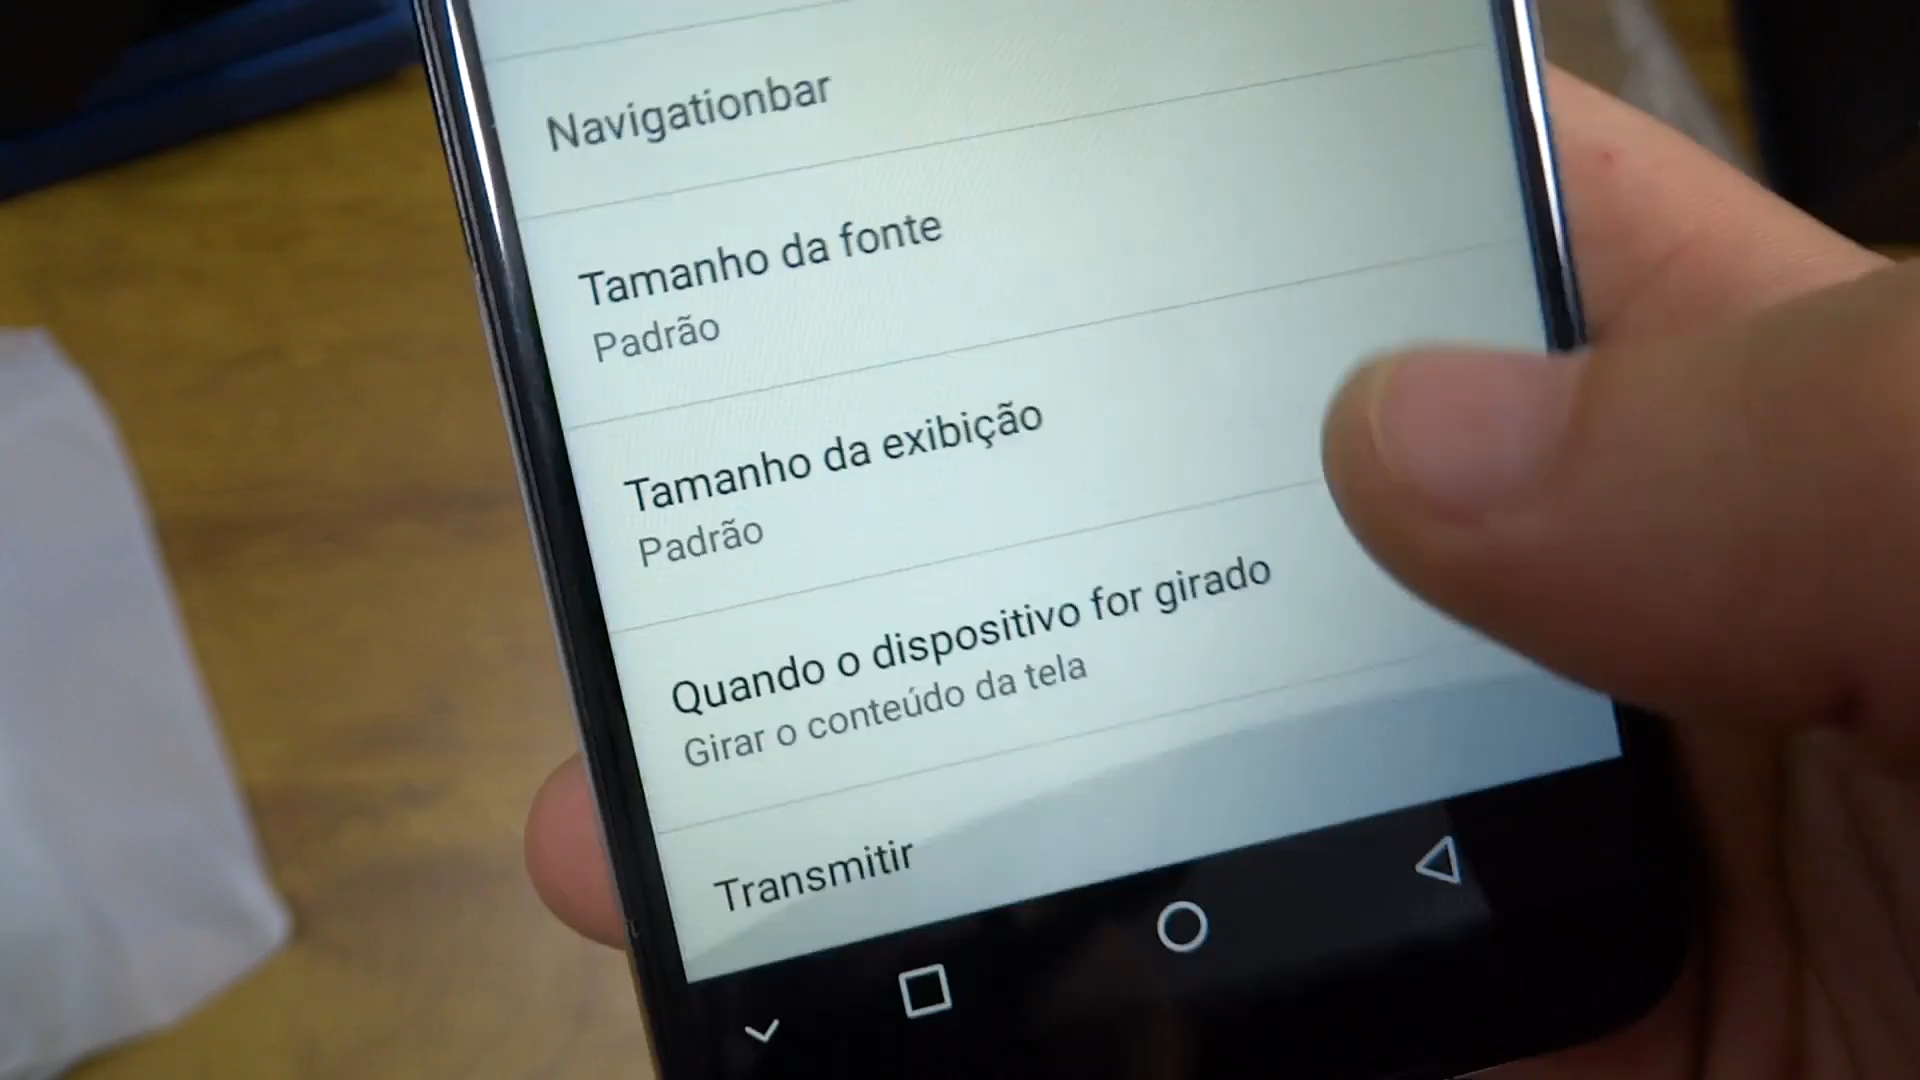 Navigationbar
Tamanho da fonte
Padrão
Tamanho da exibição
Padrão
Quando o dispositivo for girado
Girar o conteúdo da tela
Transmitir